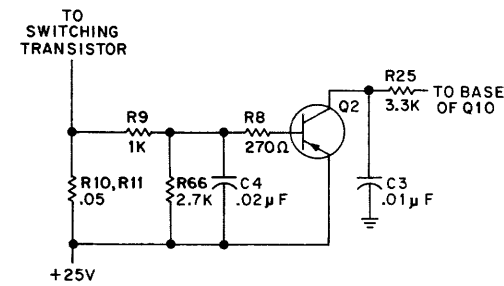 TO
SWITCHING
TRANSISTOR
R9
1K
R8
270Ω
Q2
R25
3.3K
TO BASE
OF Q10
R10, R11
.05
R66
2.7K
C4
.02μF
C3
.01μF
+25V